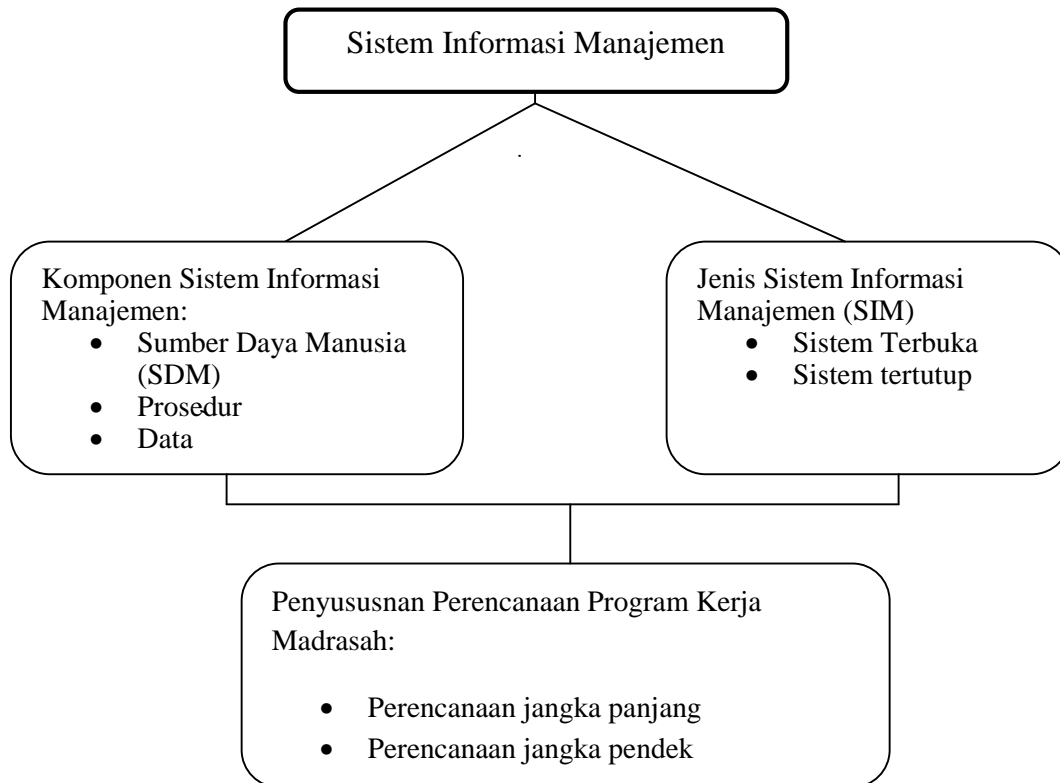 Sistem Informasi Manajemen
Komponen Sistem Informasi
Manajemen:
• Sumber Daya Manusia
(SDM)
• Prosedur
• Data
Jenis Sistem Informasi
Manajemen (SIM)
• Sistem Terbuka
• Sistem tertutup
Penyususnan Perencanaan Program Kerja
Madrasah:
• Perencanaan jangka panjang
• Perencanaan jangka pendek